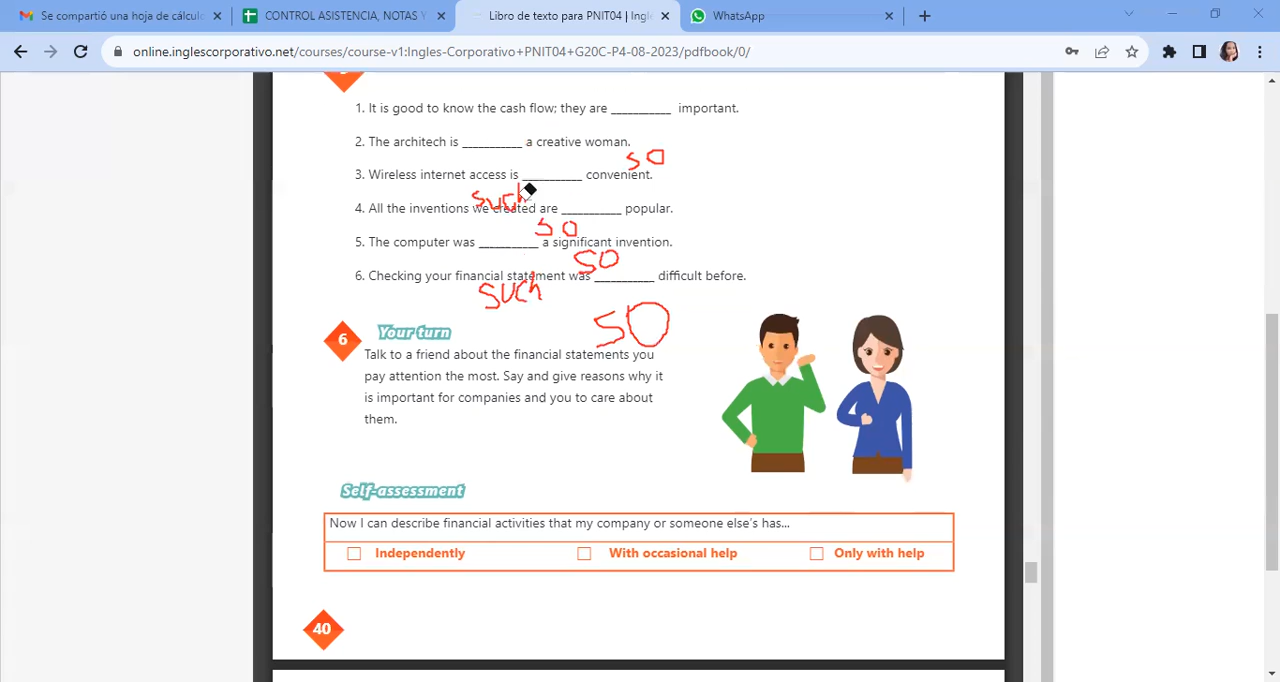 Se compartió una hoja de cálcul
CONTROL ASISTENCIA, NOTAS Y
Libro de texto para PNIT04 | Ingl
WhatsApp
online.inglescorporativo.net/courses/course-v1:Ingles-Corporativo+PNIT04+G20C-P4-08-2023/pdfbook/0/
1. It is good to know the cash flow; they are ___________ important.
2. The architech is ___________ a creative woman.
so
3. Wireless internet access is ___________ convenient.
such
4. All the inventions we created are ___________ popular.
so
5. The computer was ___________ a significant invention.
so
6. Checking your financial statement was ___________ difficult before.
such
so
6 Your turn
Talk to a friend about the financial statements you
pay attention the most. Say and give reasons why it
is important for companies and you to care about
them.
Self-assessment
Now I can describe financial activities that my company or someone else's has...
Independently With occasional help Only with help
40